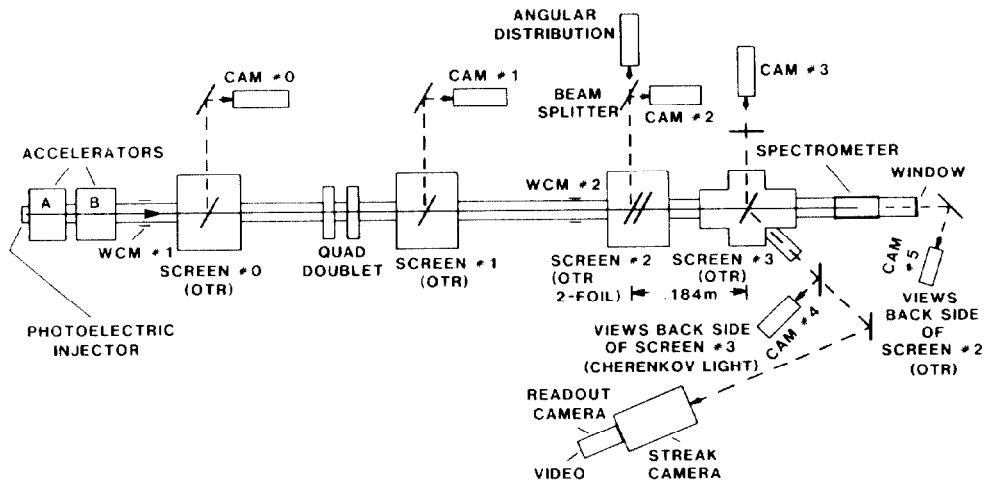 ANGULAR
DISTRIBUTION
CAM #0
CAM #1
CAM #3
BEAM
SPLITTER
CAM #2
ACCELERATORS
SPECTROMETER
WINDOW
A
B
WCM #2
WCM #1
QUAD
DOUBLET
SCREEN #0
(OTR)
SCREEN #1
(OTR)
SCREEN #2
(OTR
2-FOIL)
SCREEN #3
(OTR)
.184m
CAM
#5
PHOTOELECTRIC
INJECTOR
VIEWS BACK SIDE
OF SCREEN #3
(CHERENKOV LIGHT)
CAM #4
VIEWS
BACK SIDE
OF
SCREEN #2
(OTR)
READOUT
CAMERA
VIDEO
STREAK
CAMERA